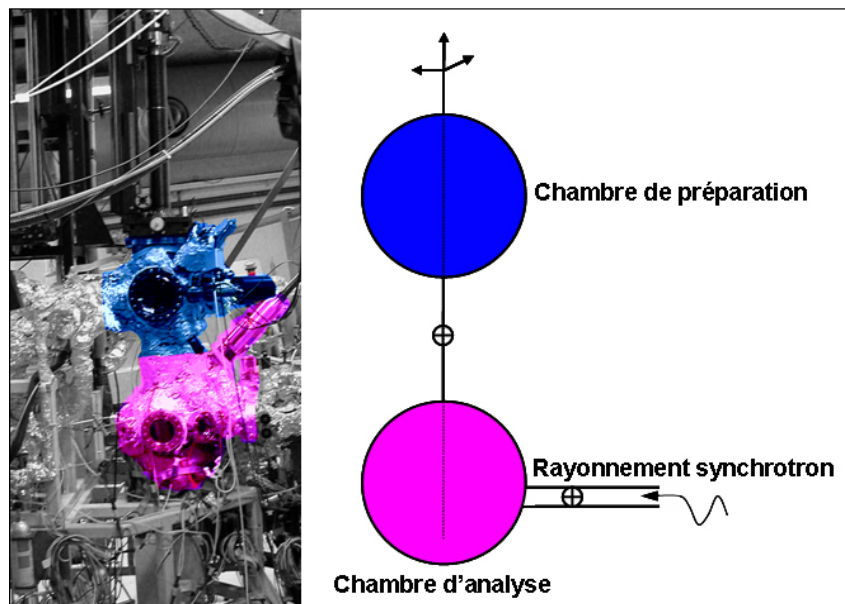 Chambre de préparation
Rayonnement synchrotron
Chambre d'analyse